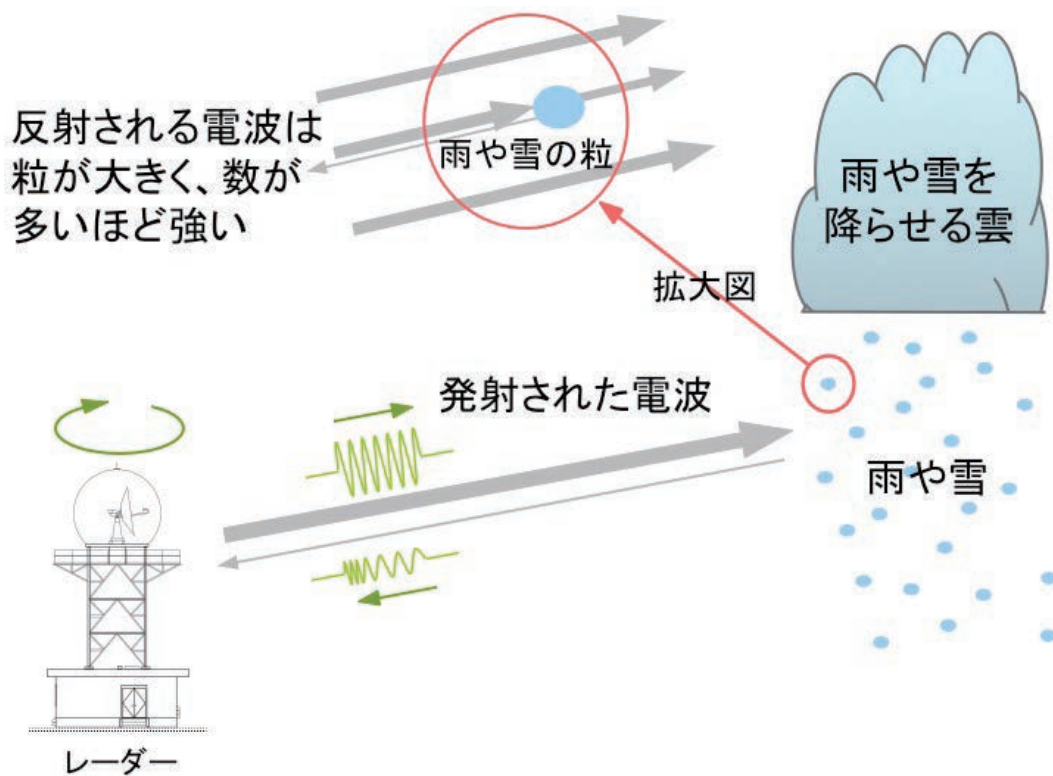 反射される電波は
粒が大きく、数が
多いほど強い
雨や雪の粒
雨や雪を
降らせる雲
拡大図
発射された電波
雨や雪
レーダー